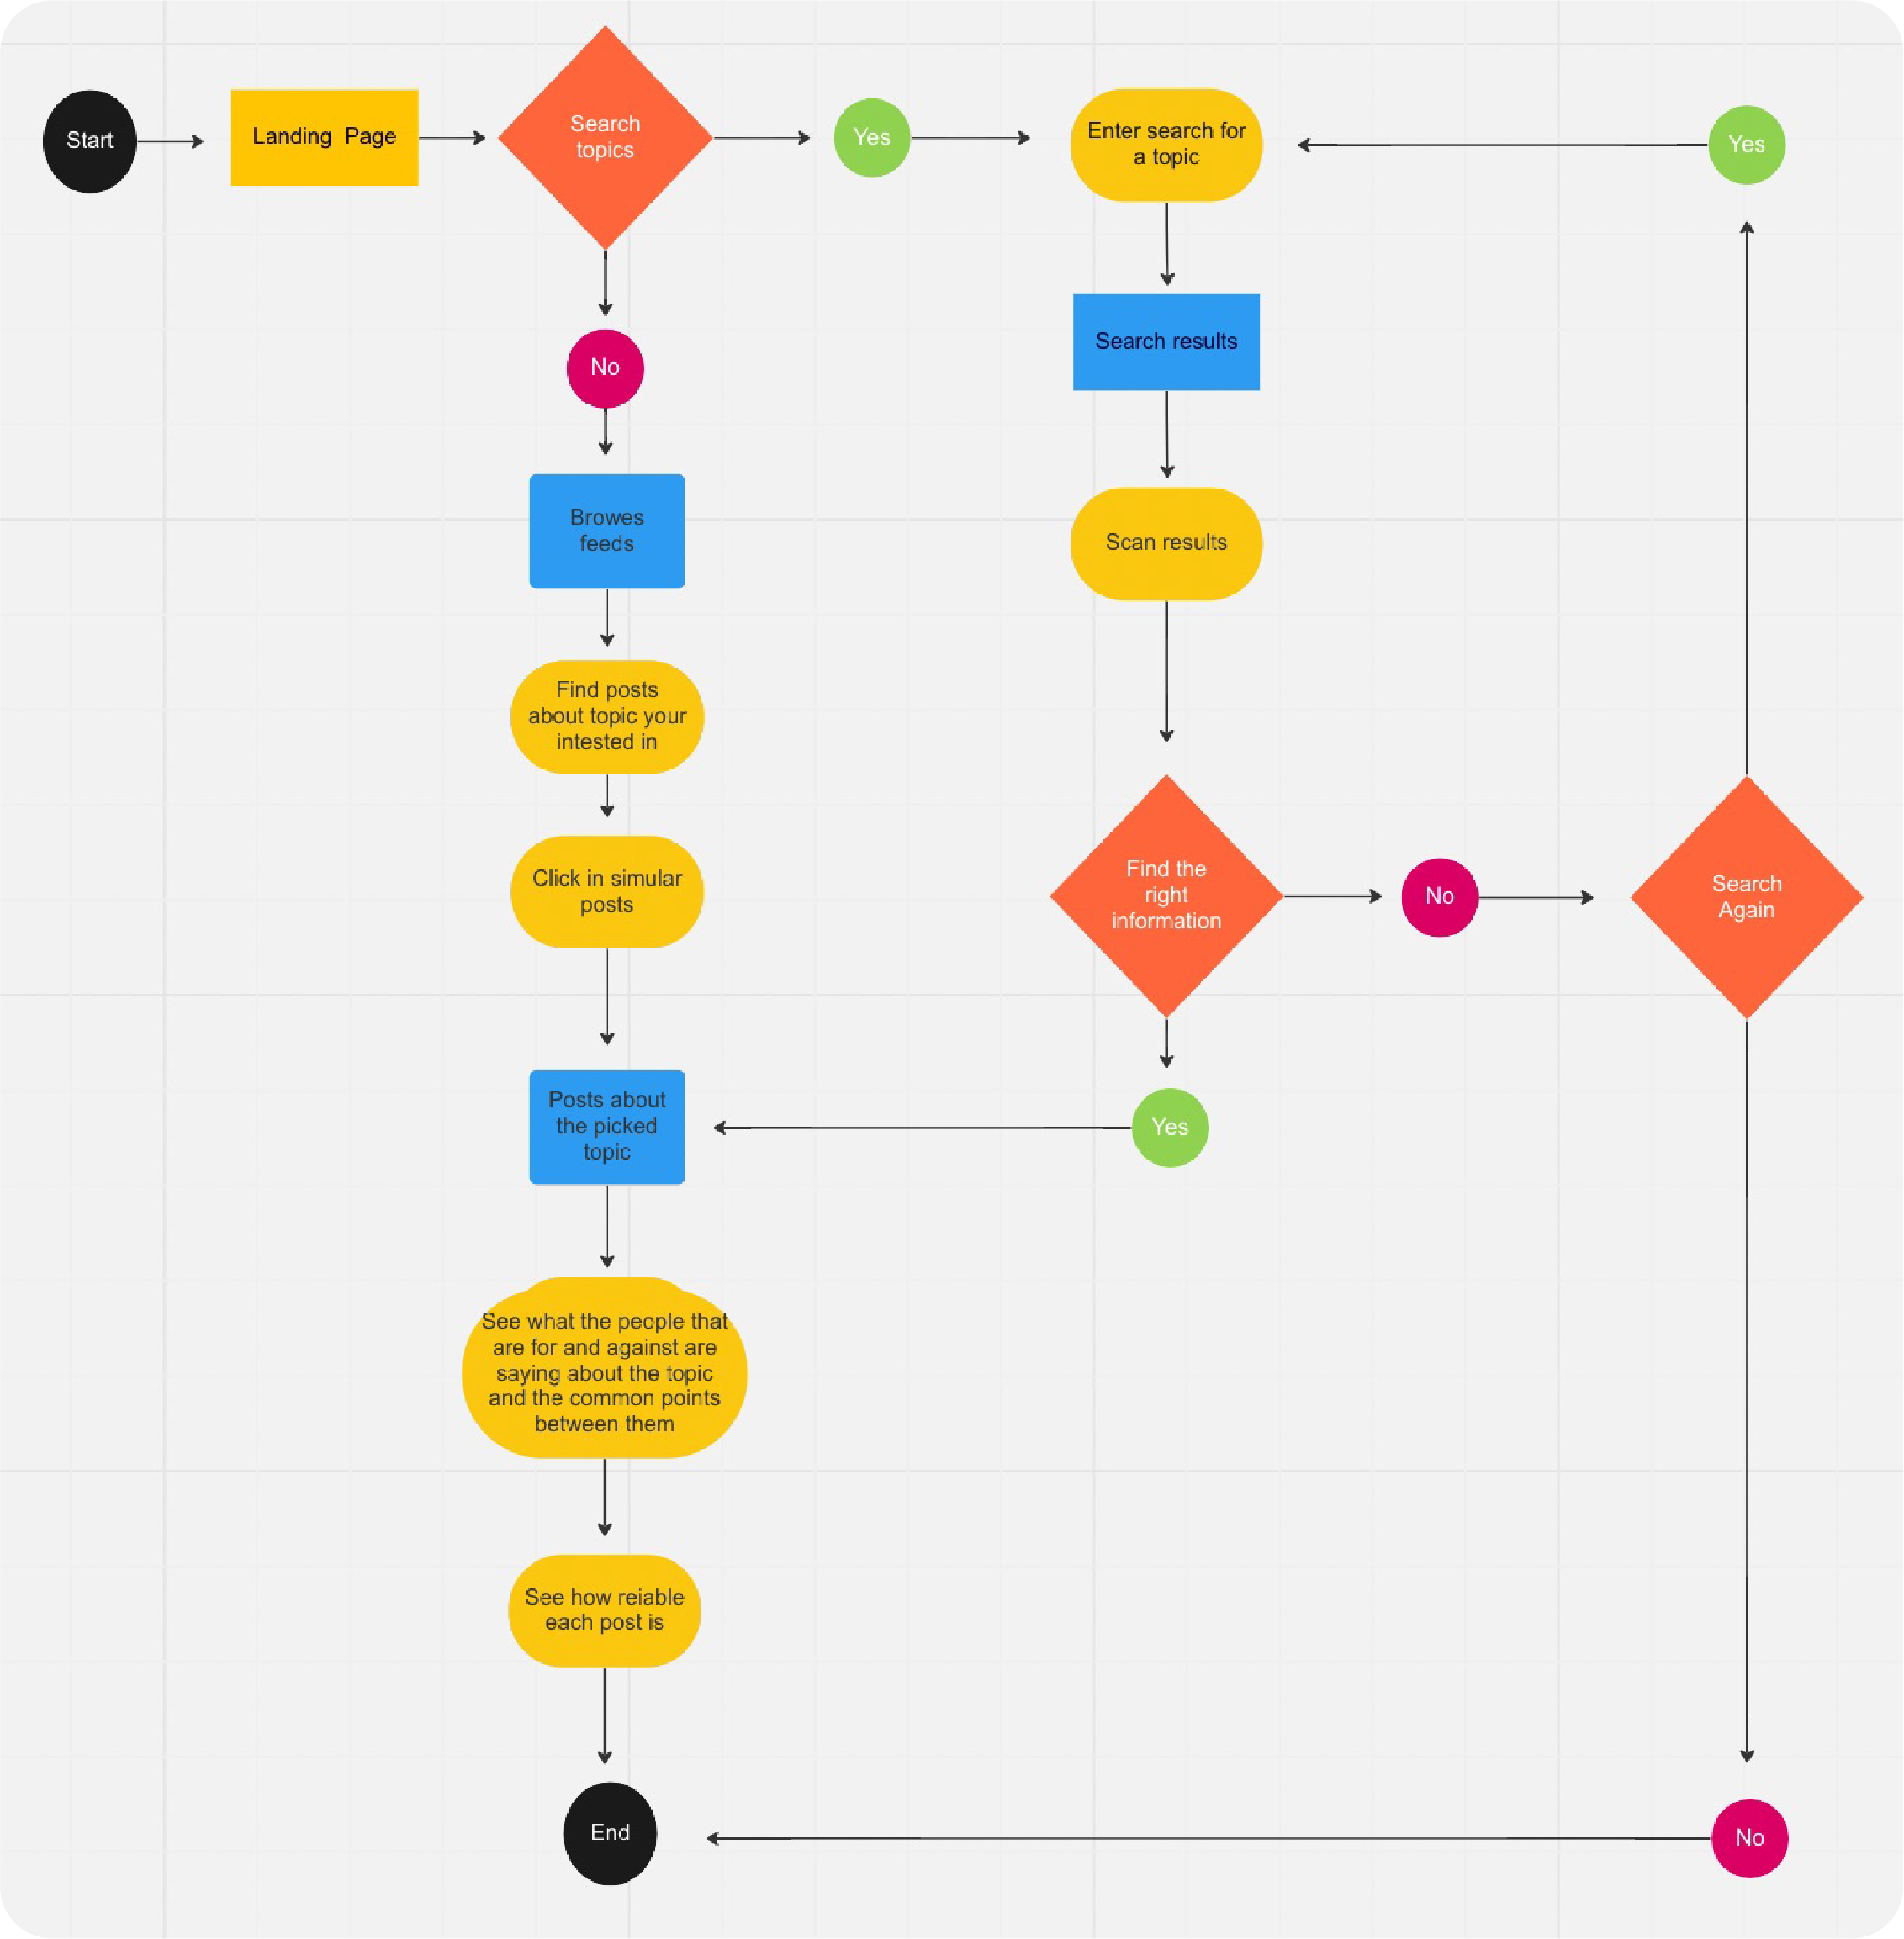 Start
Landing  Page
Search
topics
Yes
Enter search for
a topic
Yes
No
Search results
Browes
feeds
Scan results
Find posts
about topic your
intested in
Click in simular
posts
Find the
right
information
No
Search
Again
Posts about
the picked
topic
Yes
See what the people that
are for and against are
saying about the topic
and the common points
between them
See how reiable
each post is
End
No